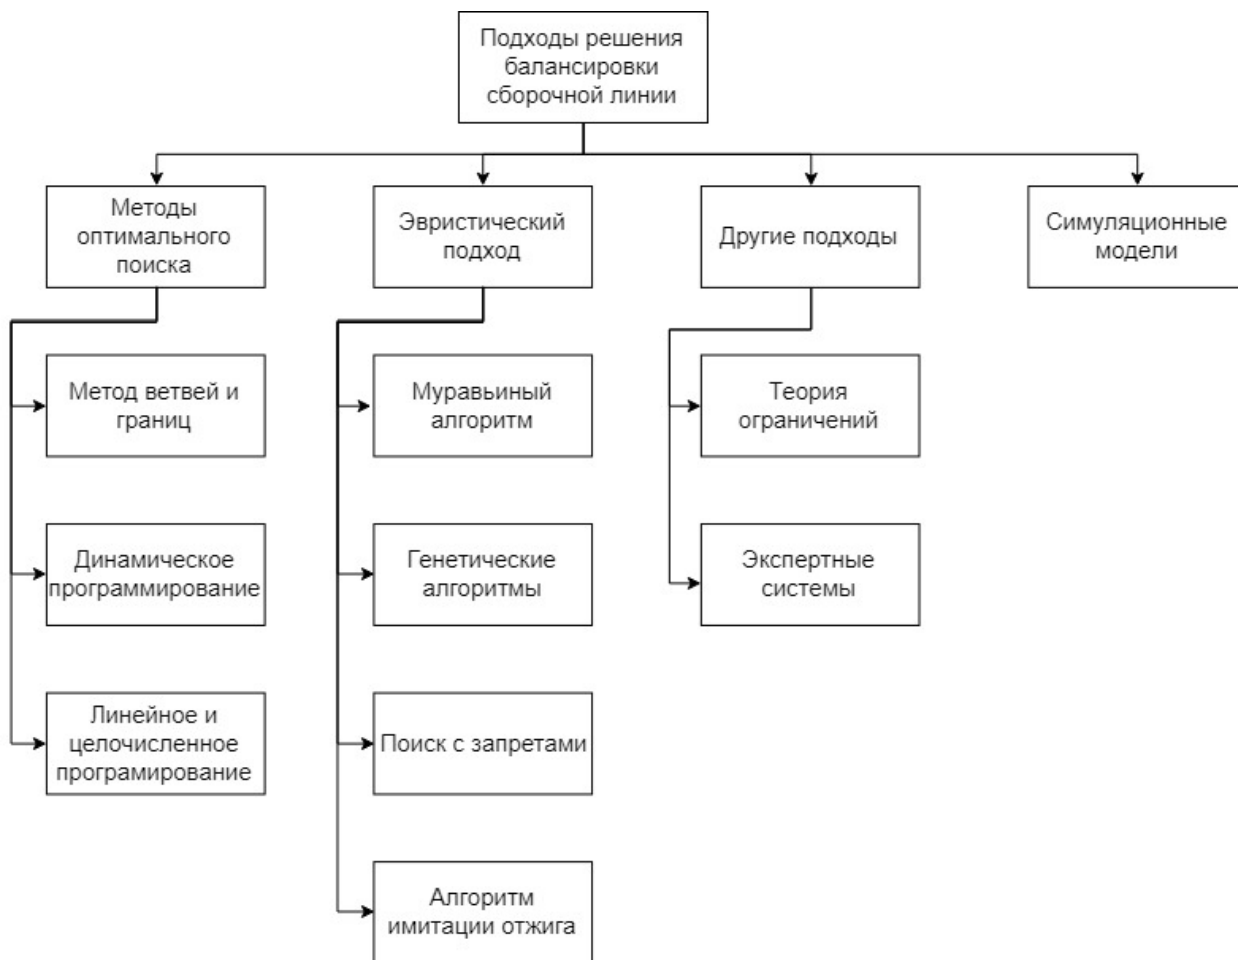 Подходы решения
балансировки
сборочной линии
Методы
оптимального
поиска
Эвристический
подход
Другие подходы
Симуляционные
модели
Метод ветвей и
границ
Муравьиный
алгоритм
Теория
ограничений
Динамическое
программирование
Генетические
алгоритмы
Экспертные
системы
Линейное и
целочисленное
програмирование
Поиск с запретами
Алгоритм
имитации отжига